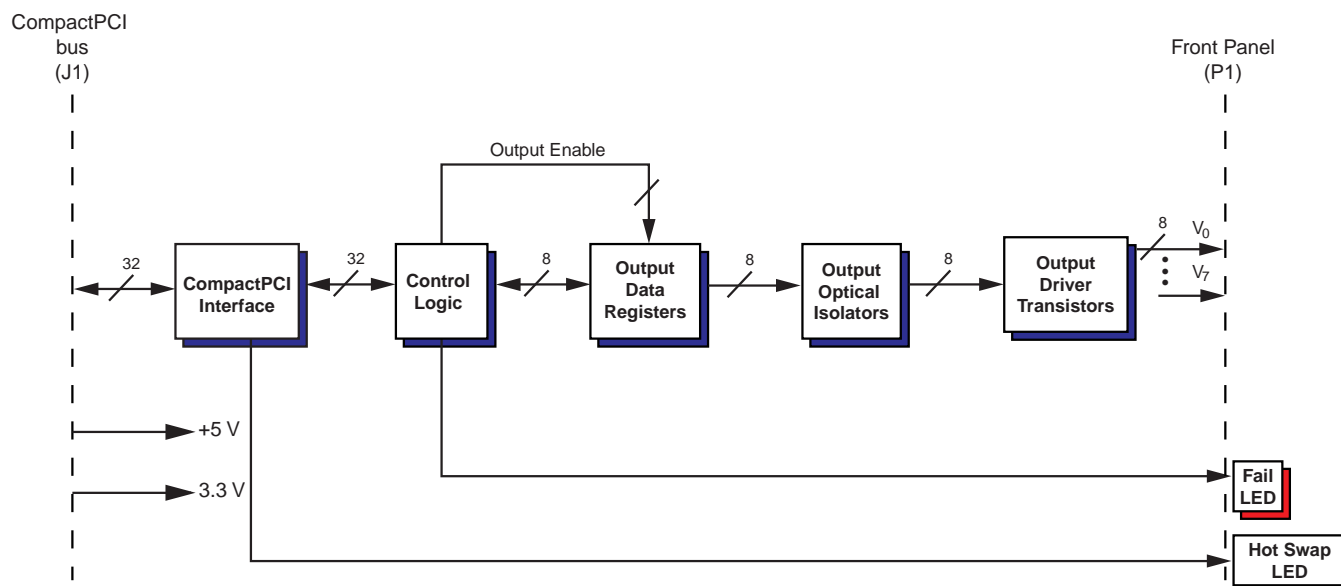 CompactPCI
bus
(J1)
Front Panel
(P1)
Output Enable
32
CompactPCI
Interface
32
Control
Logic
8
Output
Data
Registers
8
Output
Optical
Isolators
8
Output
Driver
Transistors
8
V0
V7
+5 V
3.3 V
Fail
LED
Hot Swap
LED